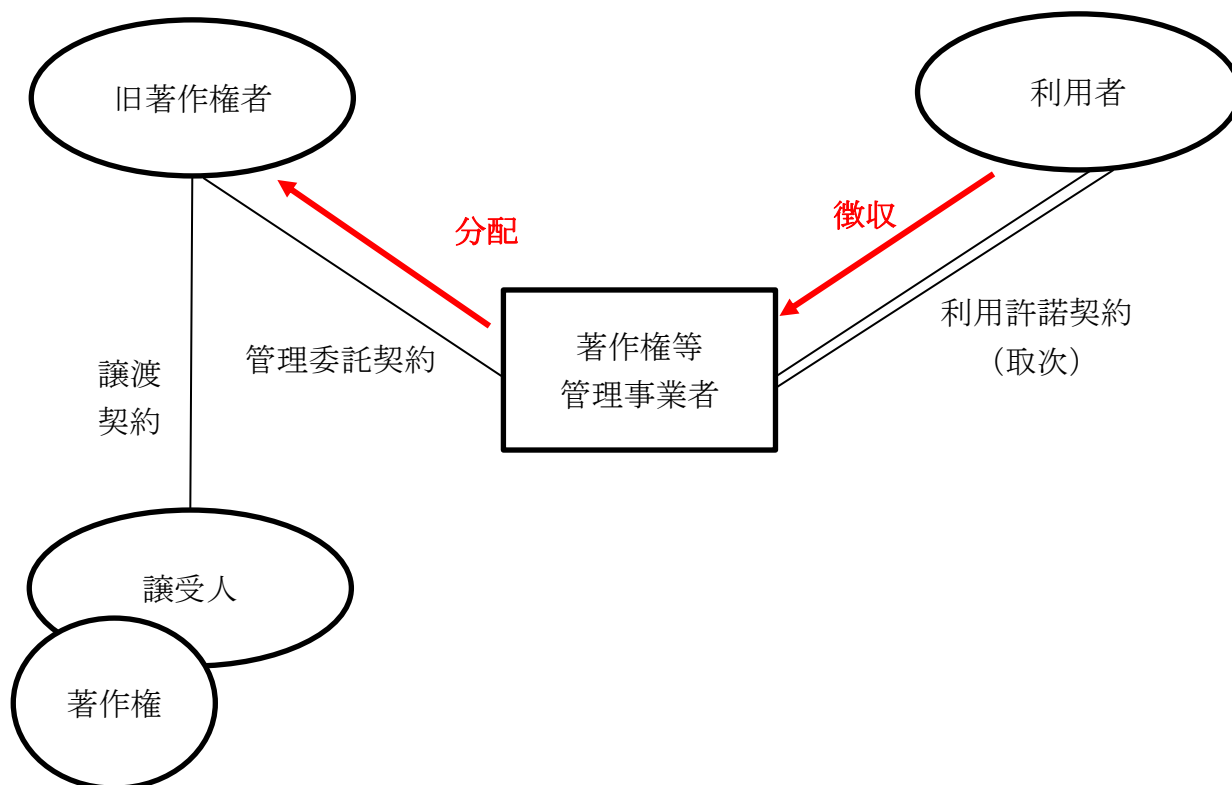 旧著作権者
利用者
分配
徴収
著作権等
管理事業者
利用許諾契約
（取次）
管理委託契約
譲渡
契約
譲受人
著作権